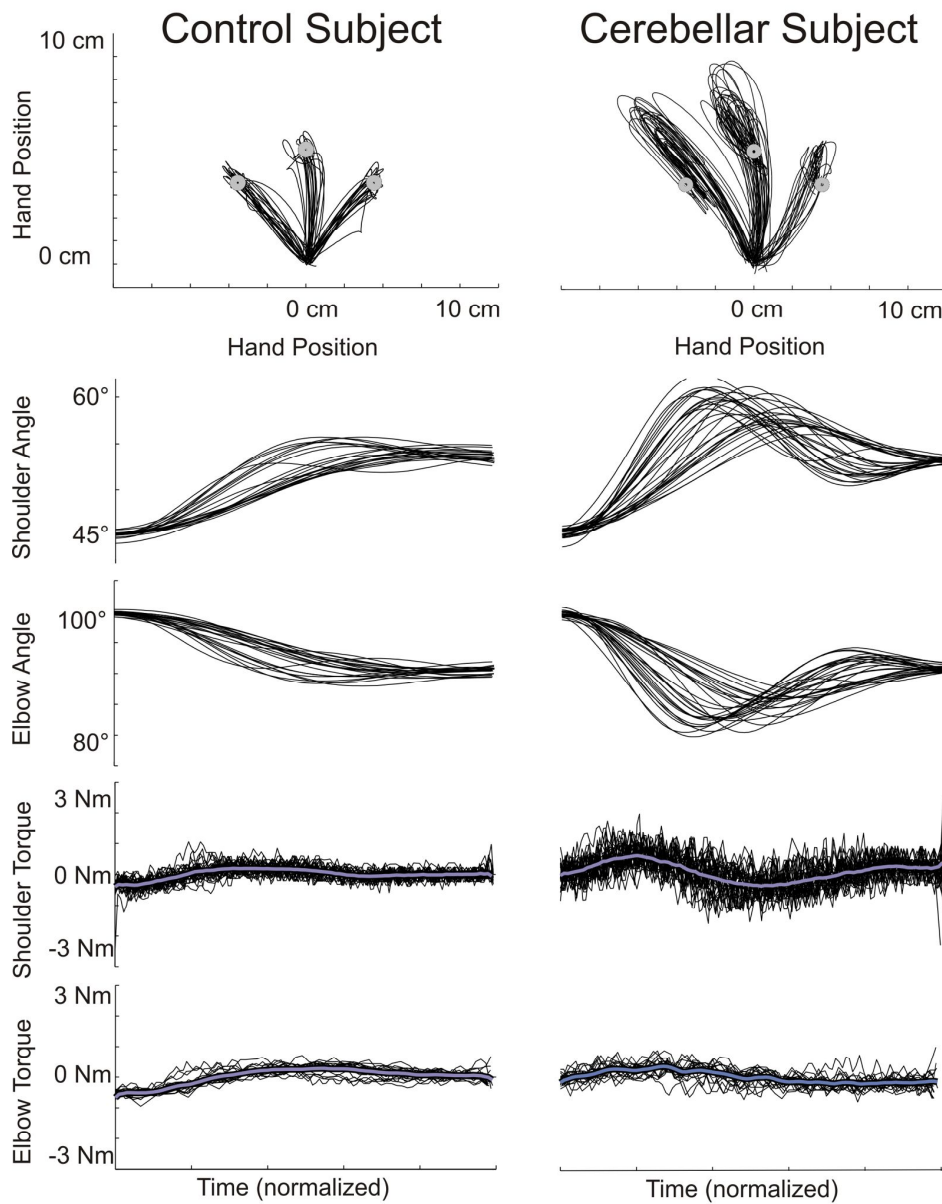 Control Subject
Cerebellar Subject
10 cm
Hand Position
0 cm
0 cm
10 cm
0 cm
10 cm
Hand Position
Hand Position
Shoulder Angle
60°
45°
Elbow Angle
100°
80°
Shoulder Torque
3 Nm
0 Nm
-3 Nm
Elbow Torque
3 Nm
0 Nm
-3 Nm
Time (normalized)
Time (normalized)